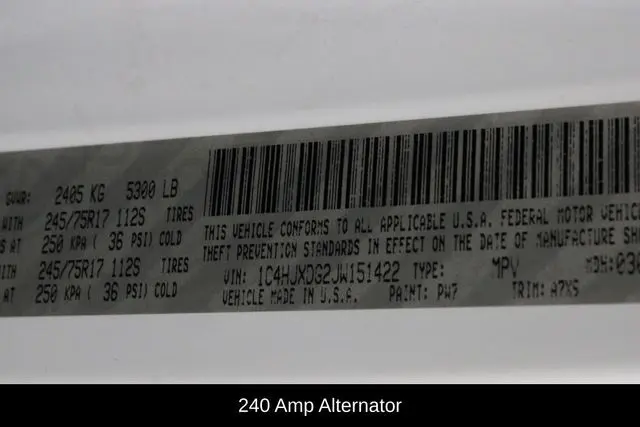 GVWR: 2405 KG 5300 LB
WITH 245/75R17 112S TIRES
AT 250 KPA ( 36 PSI) COLD
WITH 245/75R17 112S TIRES
AT 250 KPA ( 36 PSI) COLD
THIS VEHICLE CONFORMS TO ALL APPLICABLE U.S.A. FEDERAL MOTOR VEHIC
THEFT PREVENTION STANDARDS IN EFFECT ON THE DATE OF MANUFACTURE SH
VIN: 1C4HJXDG2JW151422 TYPE: MPV MDH:030
VEHICLE MADE IN U.S.A. PAINT: PW7 TRIM: A7X5
240 Amp Alternator